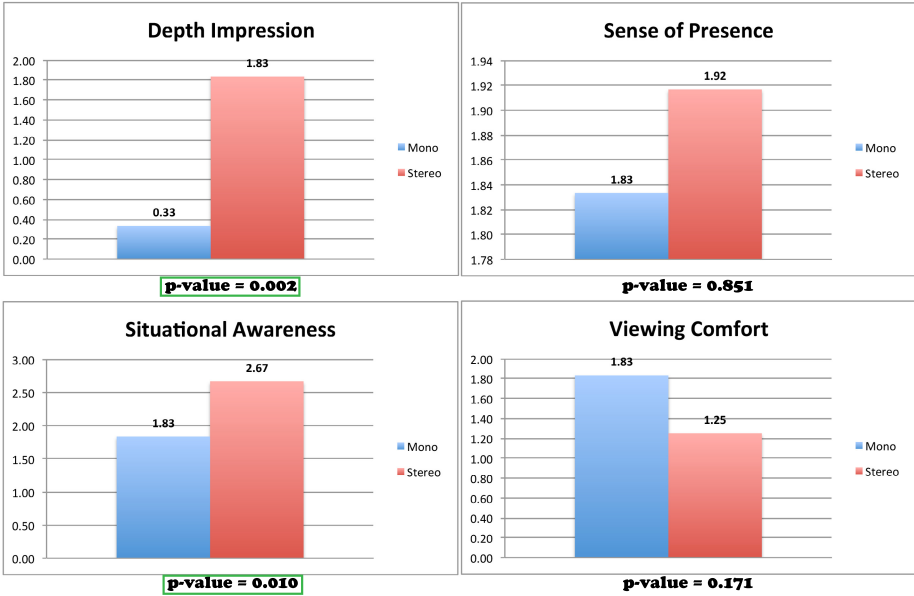 Depth Impression
2.00
1.80
1.60
1.40
1.20
1.00
0.80
0.60
0.40
0.20
0.00
0.33
1.83
Mono
Stereo
p-value = 0.002
Sense of Presence
1.94
1.92
1.90
1.88
1.86
1.84
1.82
1.80
1.78
1.83
1.92
Mono
Stereo
p-value = 0.851
Situational Awareness
3.00
2.50
2.00
1.50
1.00
0.50
0.00
1.83
2.67
Mono
Stereo
p-value = 0.010
Viewing Comfort
2.00
1.80
1.60
1.40
1.20
1.00
0.80
0.60
0.40
0.20
0.00
1.83
1.25
Mono
Stereo
p-value = 0.171